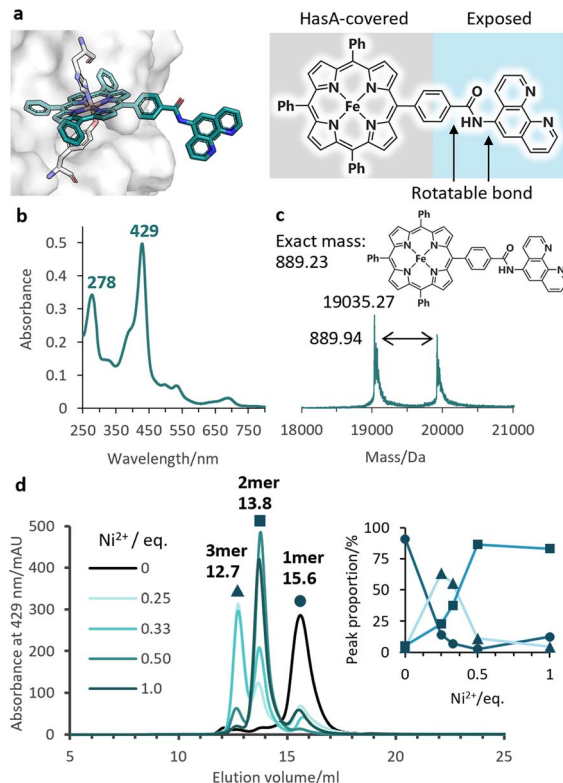 a
HasA-covered Exposed
Ph
Ph
Ph
N
N
N
N
Fe
O
HN
N
N
Rotatable bond
b
429
278
Absorbance
0.5
0.4
0.3
0.2
0.1
0
250 350 450 550 650 750
Wavelength/nm
c
Exact mass:
889.23
Ph
Ph
Ph
N
N
N
N
Fe
O
NH
N
N
19035.27
889.94
18000 19000 20000 21000
Mass/Da
d
2mer
13.8
3mer
12.7
1mer
15.6
Absorbance at 429 nm/mAU
500
400
300
200
100
0
Ni²⁺/ eq.
0
0.25
0.33
0.50
1.0
5 10 15 20 25
Elution volume/ml
Peak proportion/%
100
75
50
25
0
0 0.5 1
Ni²⁺/eq.